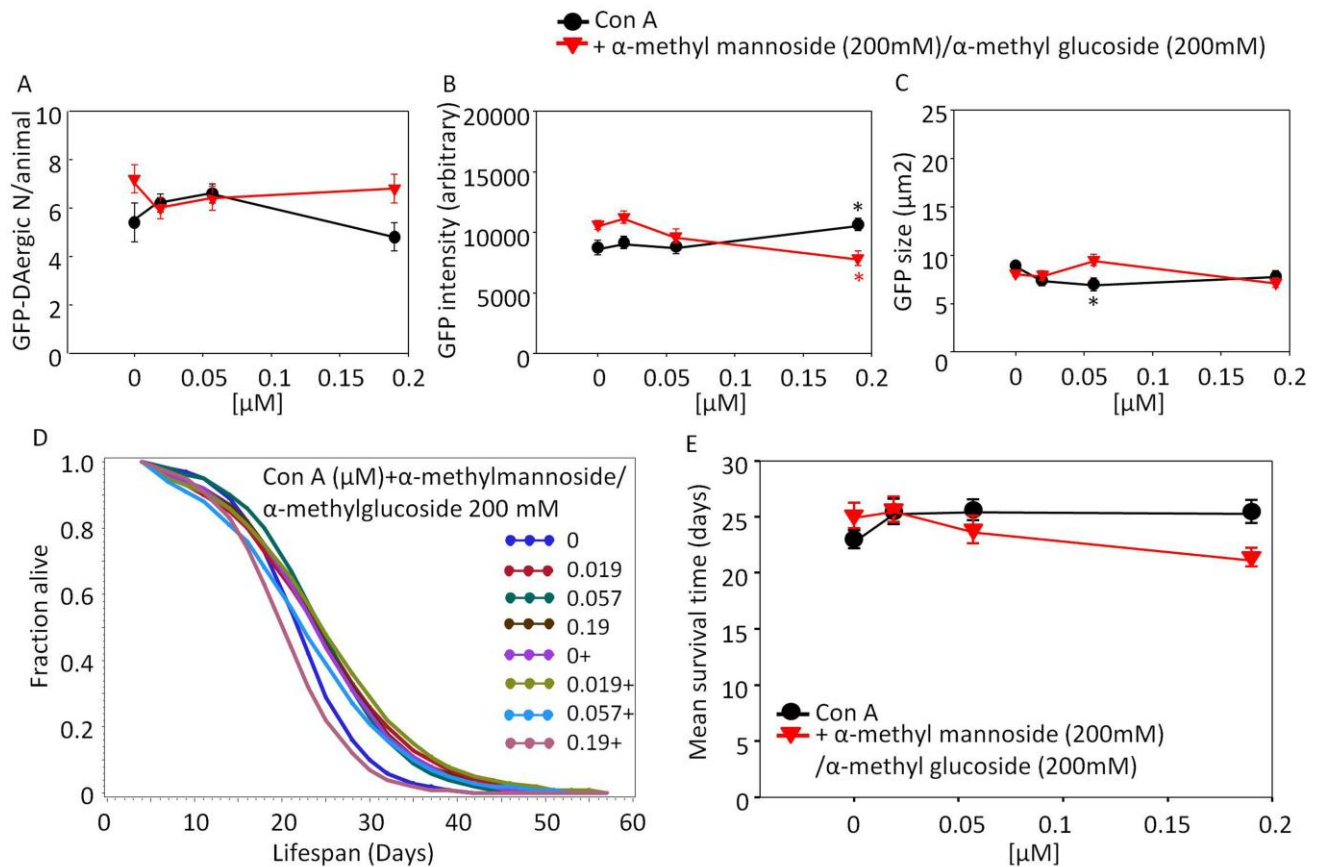 Con A
+ α-methyl mannoside (200mM)/α-methyl glucoside (200mM)
A
GFP-DAergic N/animal
10
8
6
4
2
0
0 0.05 0.1 0.15 0.2
[µM]
B
GFP intensity (arbitrary)
20000
15000
10000
5000
0
*
*
0 0.05 0.1 0.15 0.2
[µM]
C
GFP size (µm2)
25
20
15
10
5
0
*
0 0.05 0.1 0.15 0.2
[µM]
D
Fraction alive
1.0
0.8
0.6
0.4
0.2
0
Con A (µM)+α-methylmannoside/
α-methylglucoside 200 mM
0
0.019
0.057
0.19
0+
0.019+
0.057+
0.19+
0 10 20 30 40 50 60
Lifespan (Days)
E
Mean survival time (days)
30
25
20
15
10
5
0
Con A
+ α-methyl mannoside (200mM)
/α-methyl glucoside (200mM)
0 0.05 0.1 0.15 0.2
[µM]